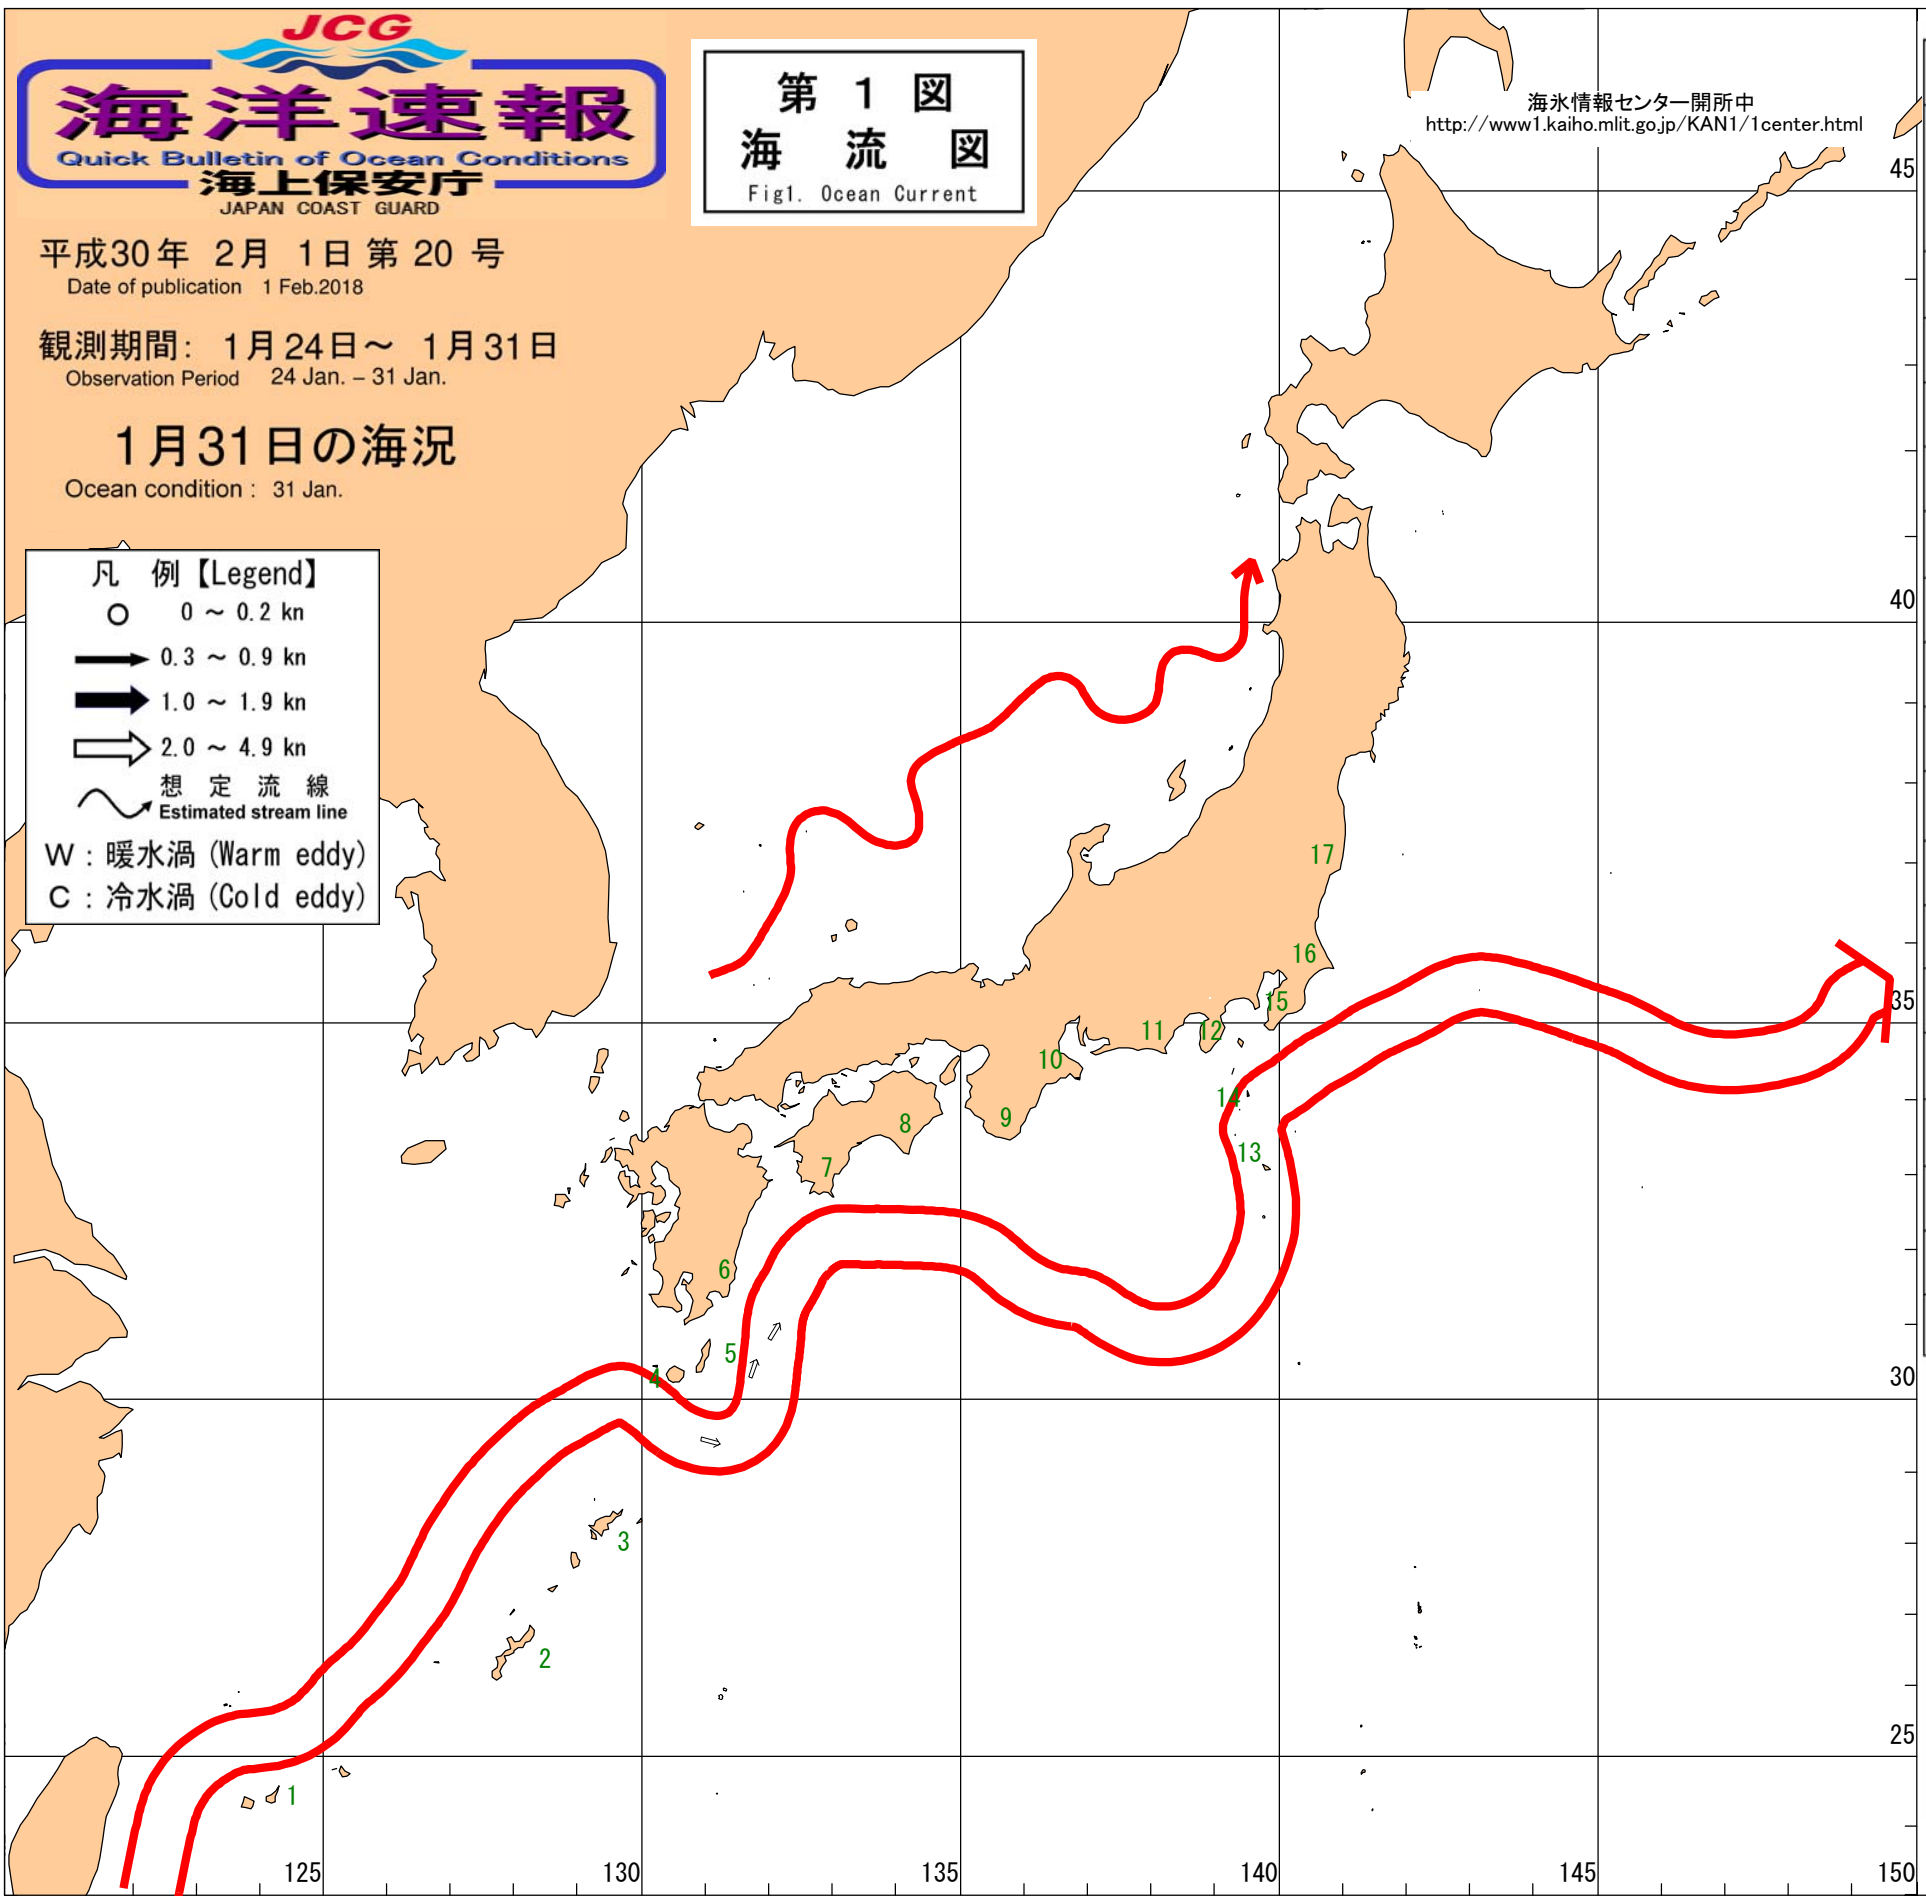 JCG
海洋速報
Quick Bulletin of Ocean Conditions
海上保安庁
JAPAN COAST GUARD
平成30年 2月 1日 第 20 号
Date of publication 1 Feb.2018
観測期間: 1月24日～ 1月31日
Observation Period 24 Jan. – 31 Jan.
1月31日の海況
Ocean condition : 31 Jan.
第 1 図
海 流 図
Fig1. Ocean Current
海氷情報センター開所中
http://www1.kaiho.mlit.go.jp/KAN1/1center.html
凡 例【Legend】
0 ～ 0.2 kn
0.3 ～ 0.9 kn
1.0 ～ 1.9 kn
2.0 ～ 4.9 kn
想 定 流 線
Estimated stream line
W : 暖水渦 (Warm eddy)
C : 冷水渦 (Cold eddy)
45
40
35
30
25
17
16
15
14
13
12
11
10
9
8
7
6
5
4
3
2
1
125
130
135
140
145
150